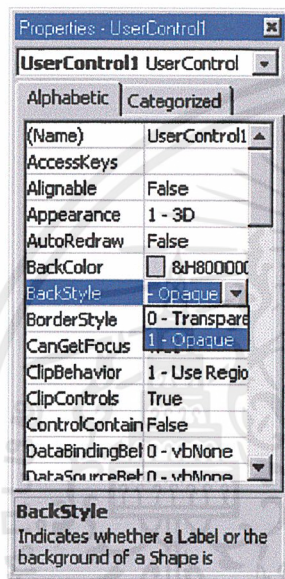 Properties - UserControl1
UserControl1 UserControl
Alphabetic Categorized
(Name) UserControl1
AccessKeys
Alignable False
Appearance 1 - 3D
AutoRedraw False
BackColor &H800000
BackStyle - Opaque
BorderStyle 0 - Transpare
1 - Opaque
CanGetFocus
ClipBehavior 1 - Use Regio
ClipControls True
ControlContain False
DataBindingBeh 0 - vbNone
DataSourceBeh 0 - vbNone
BackStyle
Indicates whether a Label or the
background of a Shape is